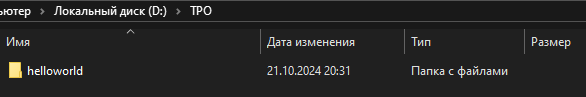 ьютер > Локальный диск (D:) > ТРО
Имя Дата изменения Тип Размер
helloworld 21.10.2024 20:31 Папка с файлами